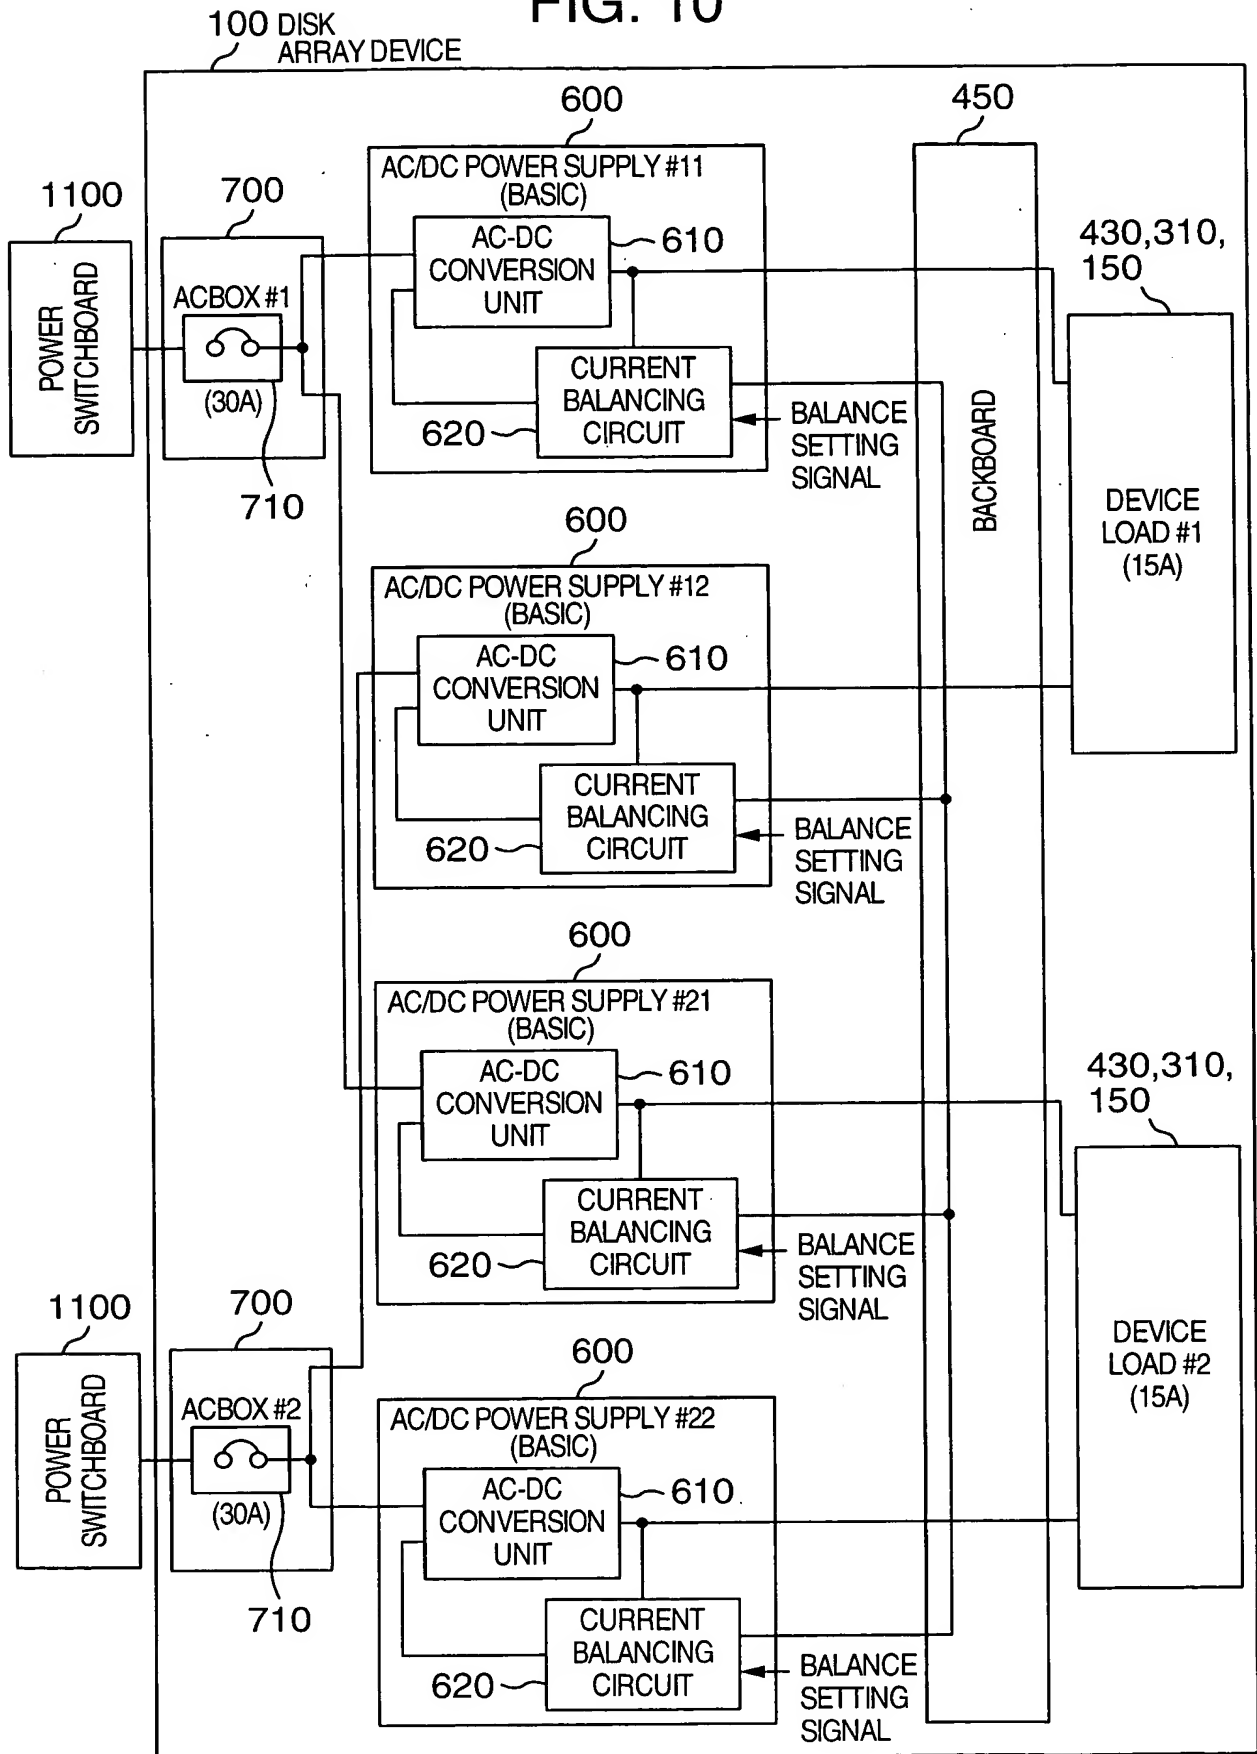 FIG. 10
100 DISK
ARRAY DEVICE
600
450
AC/DC POWER SUPPLY #11
(BASIC)
1100
700
AC-DC
CONVERSION
UNIT
610
430,310,
150
POWER
SWITCHBOARD
ACBOX #1
(30A)
710
CURRENT
BALANCING
CIRCUIT
620
BALANCE
SETTING
SIGNAL
BACKBOARD
DEVICE
LOAD #1
(15A)
600
AC/DC POWER SUPPLY #12
(BASIC)
AC-DC
CONVERSION
UNIT
610
CURRENT
BALANCING
CIRCUIT
620
BALANCE
SETTING
SIGNAL
600
AC/DC POWER SUPPLY #21
(BASIC)
AC-DC
CONVERSION
UNIT
610
430,310,
150
CURRENT
BALANCING
CIRCUIT
620
BALANCE
SETTING
SIGNAL
1100
700
POWER
SWITCHBOARD
ACBOX #2
(30A)
710
DEVICE
LOAD #2
(15A)
600
AC/DC POWER SUPPLY #22
(BASIC)
AC-DC
CONVERSION
UNIT
610
CURRENT
BALANCING
CIRCUIT
620
BALANCE
SETTING
SIGNAL